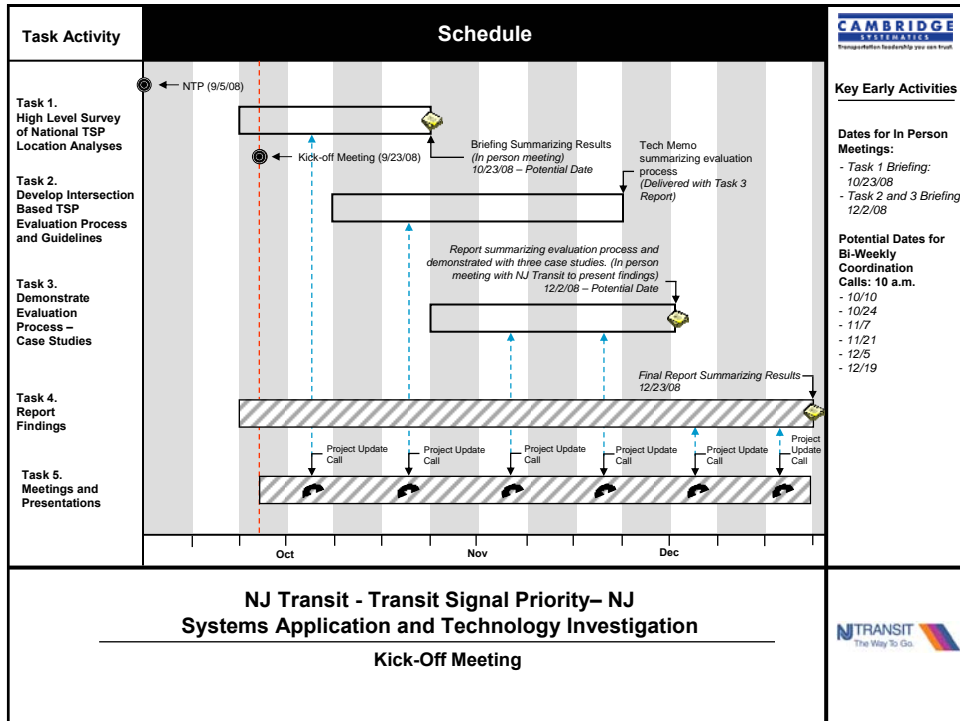 Task Activity
Schedule
CAMBRIDGE
SYSTEMATICS
Transportation leadership you can trust.
NTP (9/5/08)
Task 1.
High Level Survey
of National TSP
Location Analyses
Briefing Summarizing Results
(In person meeting)
10/23/08 – Potential Date
Kick-off Meeting (9/23/08)
Tech Memo
summarizing evaluation
process
(Delivered with Task 3
Report)
Task 2.
Develop Intersection
Based TSP
Evaluation Process
and Guidelines
Report summarizing evaluation process and
demonstrated with three case studies. (In person
meeting with NJ Transit to present findings)
12/2/08 – Potential Date
Task 3.
Demonstrate
Evaluation
Process –
Case Studies
Final Report Summarizing Results
12/23/08
Task 4.
Report
Findings
Project Update
Call
Project Update
Call
Project Update
Call
Project Update
Call
Project Update
Call
Project
Update
Call
Task 5.
Meetings and
Presentations
Oct
Nov
Dec
Key Early Activities
Dates for In Person
Meetings:
- Task 1 Briefing:
10/23/08
- Task 2 and 3 Briefing
12/2/08
Potential Dates for
Bi-Weekly
Coordination
Calls: 10 a.m.
- 10/10
- 10/24
- 11/7
- 11/21
- 12/5
- 12/19
NJ Transit - Transit Signal Priority– NJ
Systems Application and Technology Investigation
Kick-Off Meeting
NJ TRANSIT
The Way To Go.